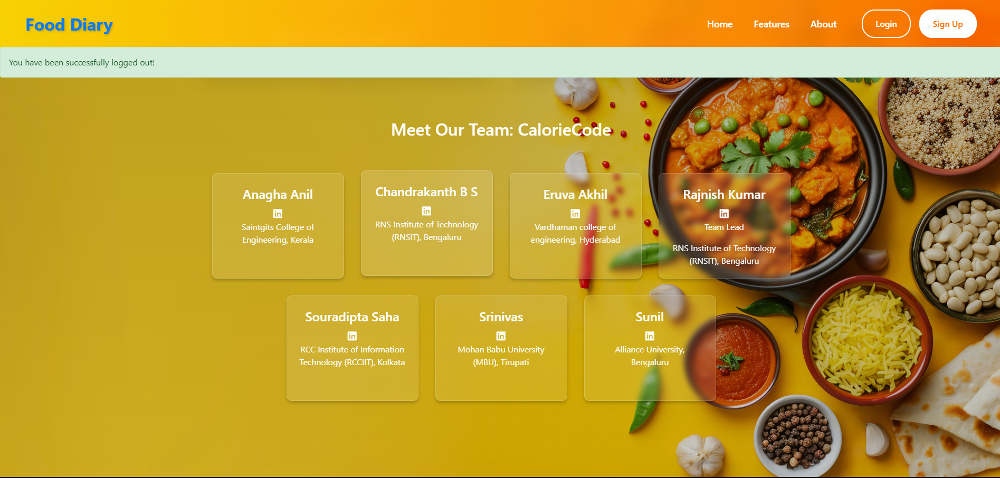 Food Diary
Home
Features
About
Login
Sign Up
You have been successfully logged out!
Meet Our Team: CalorieCode
Anagha Anil
Saintgits College of
Engineering, Kerala
Chandrakanth B S
RNS Institute of Technology
(RNSIT), Bengaluru
Eruva Akhil
Vardhaman college of
engineering, Hyderabad
Rajnish Kumar
Team Lead
RNS Institute of Technology
(RNSIT), Bengaluru
Souradipta Saha
RCC Institute of Information
Technology (RCCIIT), Kolkata
Srinivas
Mohan Babu University
(MBU), Tirupati
Sunil
Alliance University,
Bengaluru